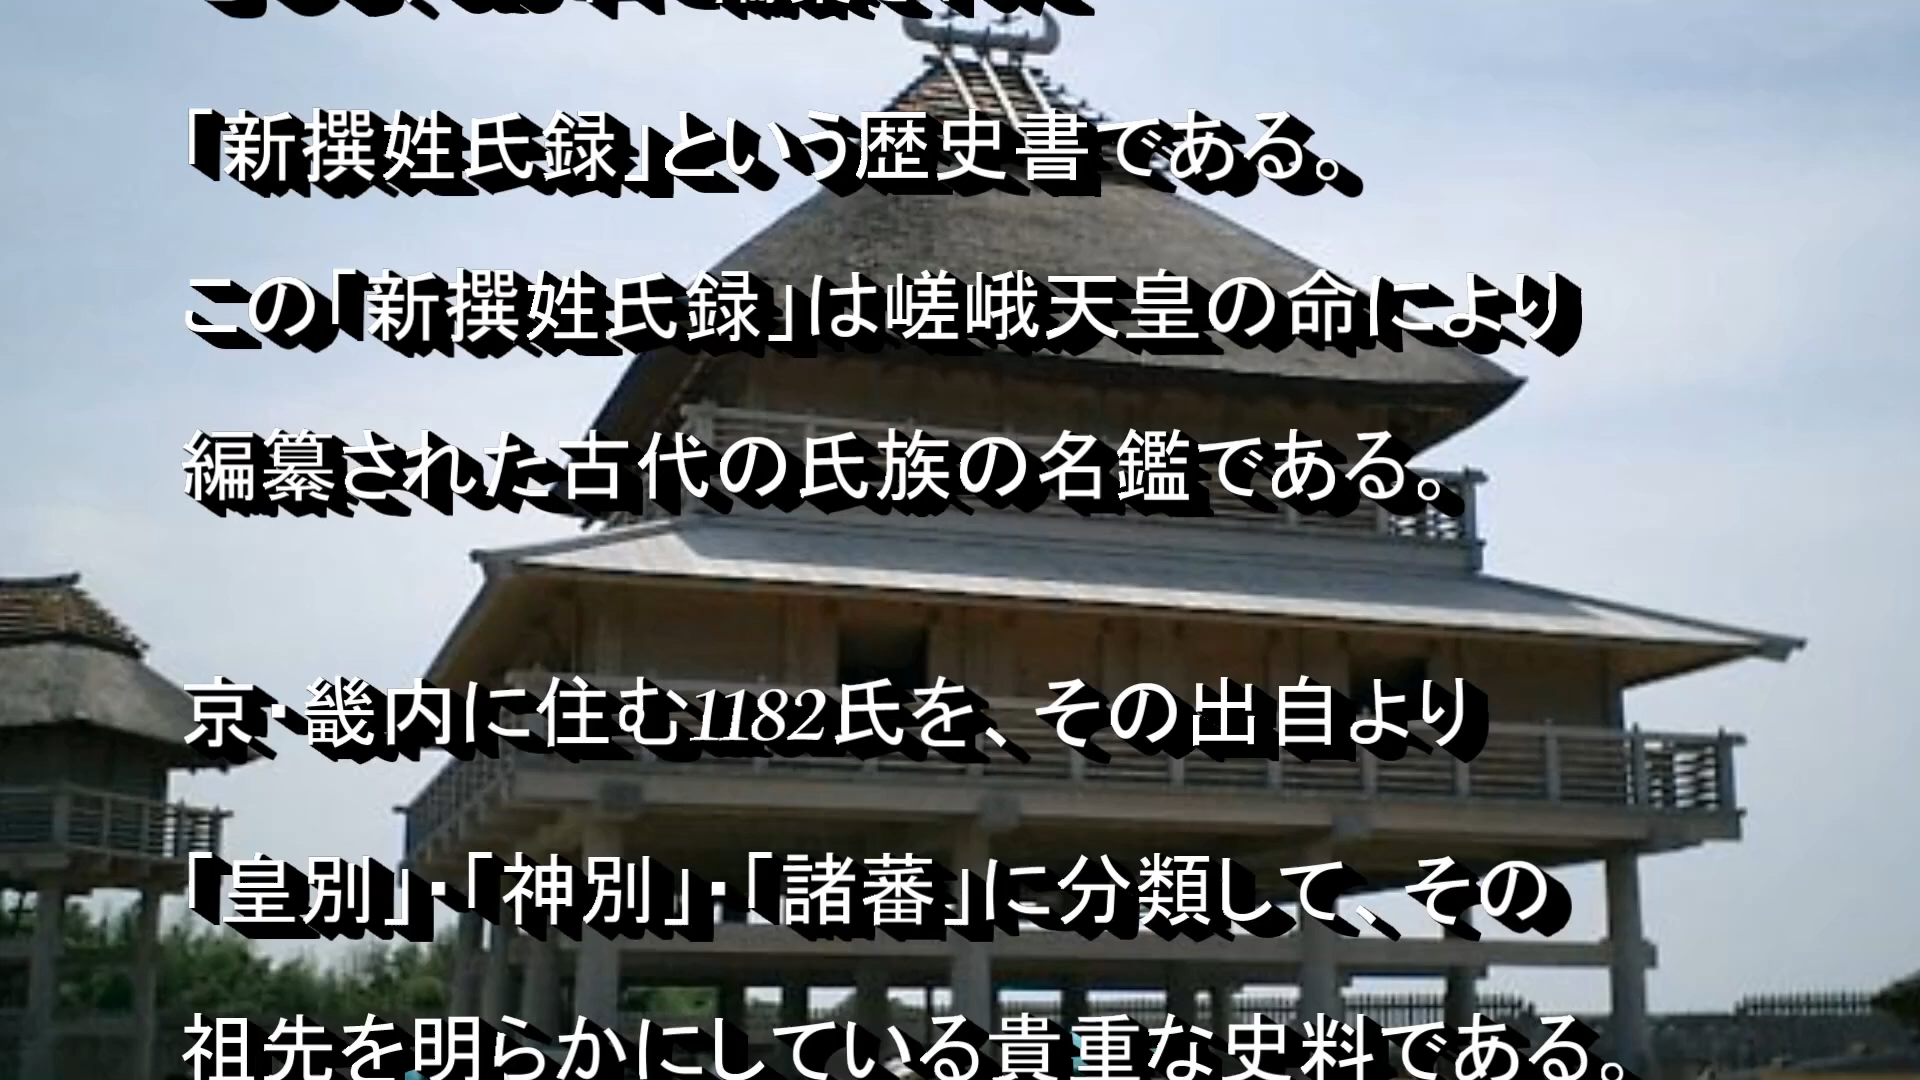 「新撰姓氏録」という歴史書である。
この「新撰姓氏録」は嵯峨天皇の命により
編纂された古代の氏族の名鑑である。
京・畿内に住む1182氏を、その出自より
「皇別」・「神別」・「諸蕃」に分類して、その
祖先を明らかにしている貴重な史料である。